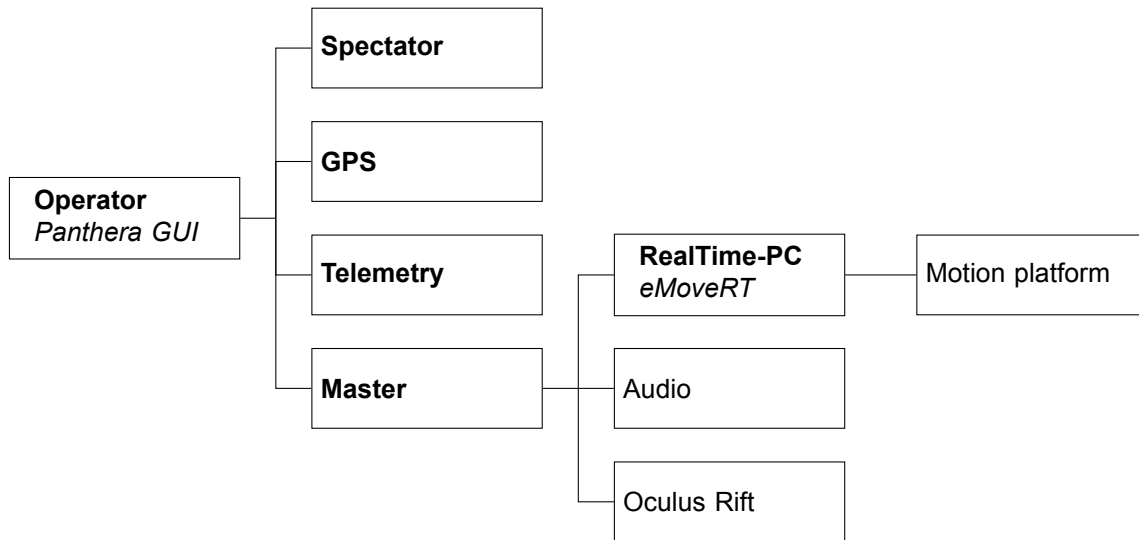 Spectator
GPS
Operator
Panthera GUI
Telemetry
RealTime-PC
eMoveRT
Motion platform
Master
Audio
Oculus Rift